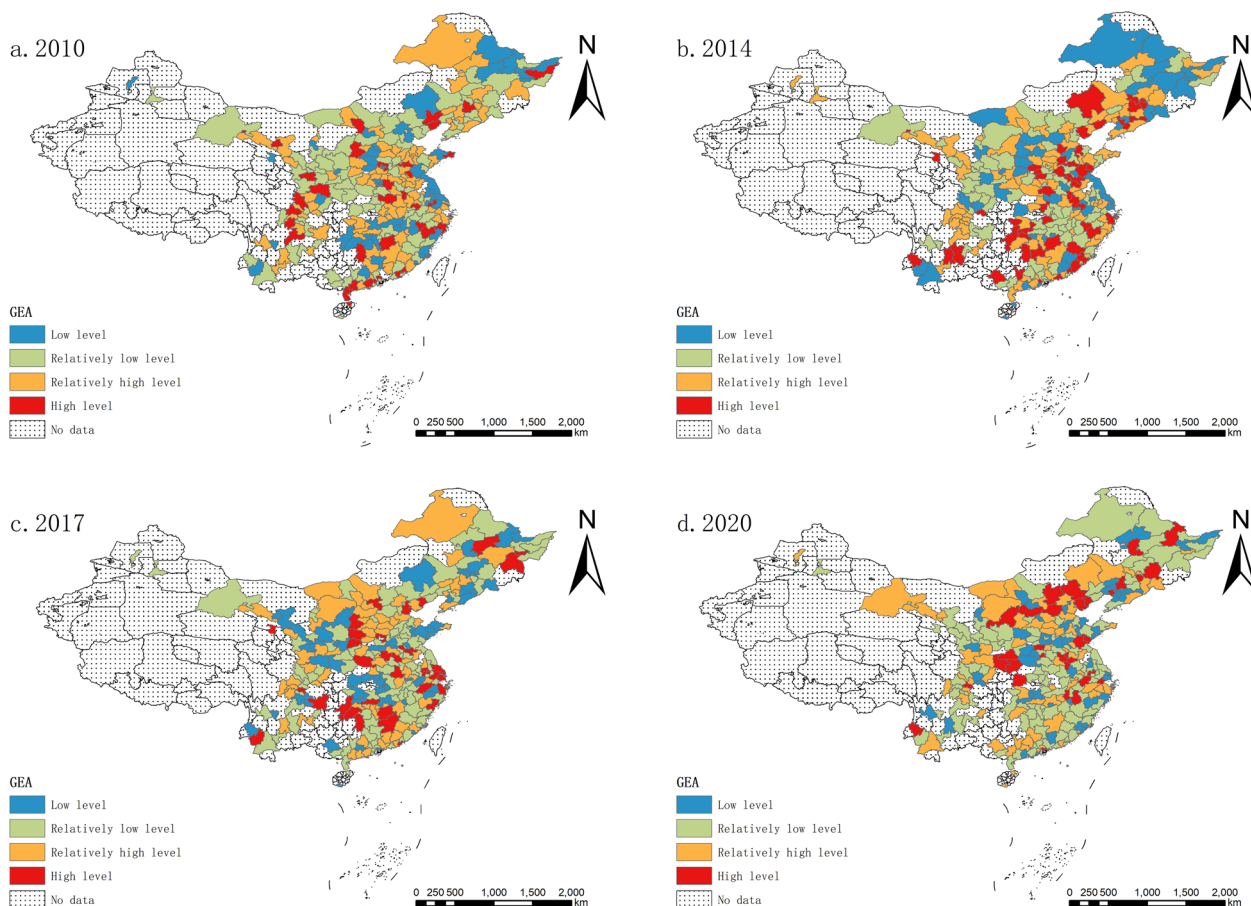 a. 2010
N
GEA
Low level
Relatively low level
Relatively high level
High level
No data
0 250 500 1,000 1,500 2,000
km
b. 2014
N
GEA
Low level
Relatively low level
Relatively high level
High level
No data
0 250 500 1,000 1,500 2,000
km
c. 2017
N
GEA
Low level
Relatively low level
Relatively high level
High level
No data
0 250 500 1,000 1,500 2,000
km
d. 2020
N
GEA
Low level
Relatively low level
Relatively high level
High level
No data
0 250 500 1,000 1,500 2,000
km